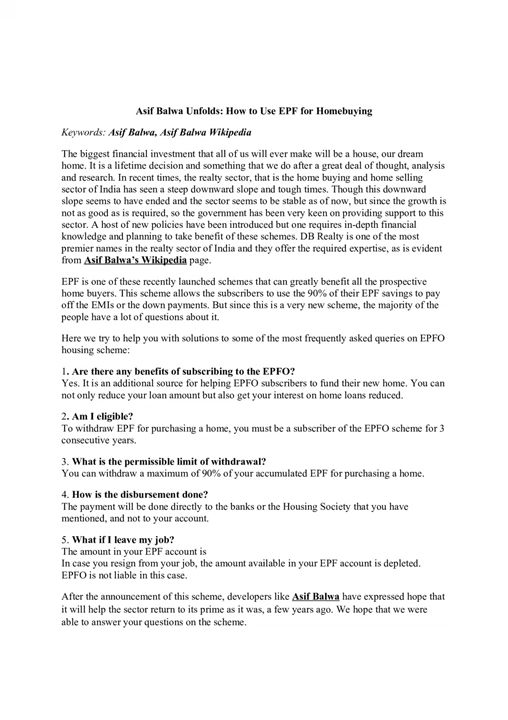 Asif Balwa Unfolds: How to Use EPF for Homebuying
Keywords: Asif Balwa, Asif Balwa Wikipedia
The biggest financial investment that all of us will ever make will be a house, our dream
home. It is a lifetime decision and something that we do after a great deal of thought, analysis
and research. In recent times, the realty sector, that is the home buying and home selling
sector of India has seen a steep downward slope and tough times. Though this downward
slope seems to have ended and the sector seems to be stable as of now, but since the growth is
not as good as is required, so the government has been very keen on providing support to this
sector. A host of new policies have been introduced but one requires in-depth financial
knowledge and planning to take benefit of these schemes. DB Realty is one of the most
premier names in the realty sector of India and they offer the required expertise, as is evident
from Asif Balwa's Wikipedia page.
EPF is one of these recently launched schemes that can greatly benefit all the prospective
home buyers. This scheme allows the subscribers to use the 90% of their EPF savings to pay
off the EMIs or the down payments. But since this is a very new scheme, the majority of the
people have a lot of questions about it.
Here we try to help you with solutions to some of the most frequently asked queries on EPFO
housing scheme:
1. Are there any benefits of subscribing to the EPFO?
Yes. It is an additional source for helping EPFO subscribers to fund their new home. You can
not only reduce your loan amount but also get your interest on home loans reduced.
2. Am I eligible?
To withdraw EPF for purchasing a home, you must be a subscriber of the EPFO scheme for 3
consecutive years.
3. What is the permissible limit of withdrawal?
You can withdraw a maximum of 90% of your accumulated EPF for purchasing a home.
4. How is the disbursement done?
The payment will be done directly to the banks or the Housing Society that you have
mentioned, and not to your account.
5. What if I leave my job?
The amount in your EPF account is
In case you resign from your job, the amount available in your EPF account is depleted.
EPFO is not liable in this case.
After the announcement of this scheme, developers like Asif Balwa have expressed hope that
it will help the sector return to its prime as it was, a few years ago. We hope that we were
able to answer your questions on the scheme.